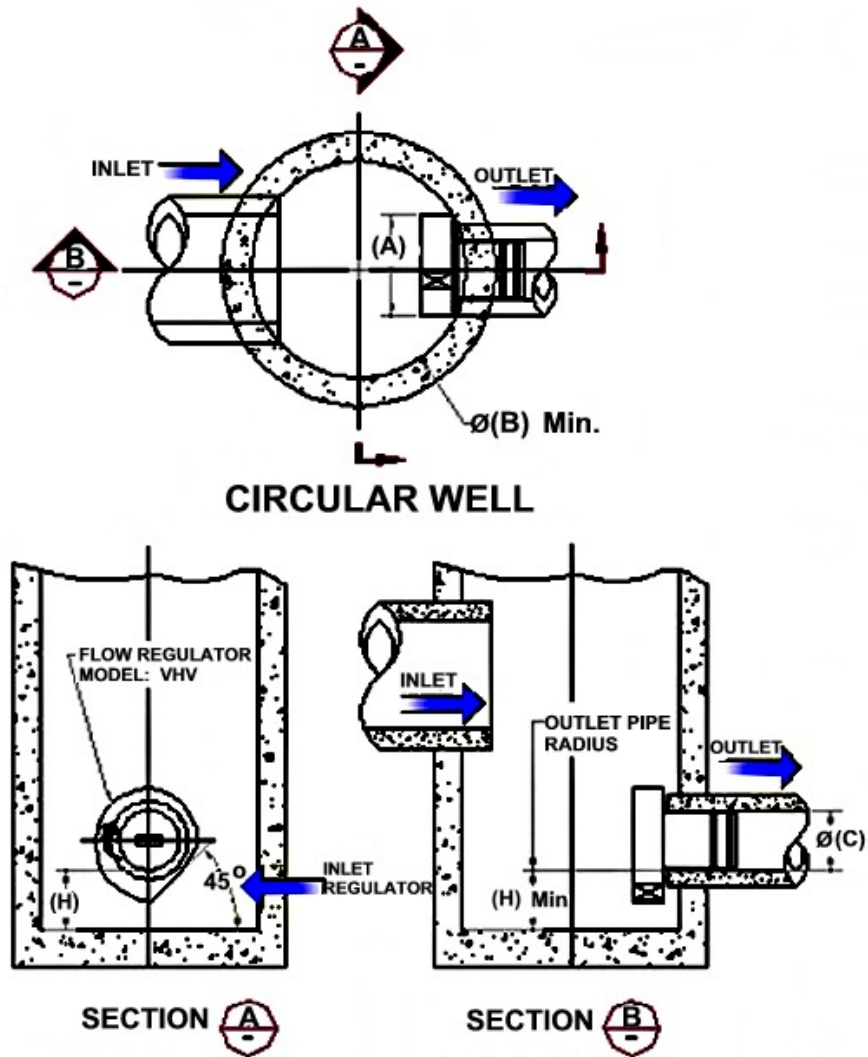 A
-
INLET
OUTLET
(A)
B
-
Ø(B) Min.
CIRCULAR WELL
FLOW REGULATOR
MODEL: VHV
INLET
OUTLET PIPE
RADIUS
OUTLET
Ø(C)
45°
INLET
REGULATOR
(H)
(H) Min
SECTION A
-
SECTION B
-